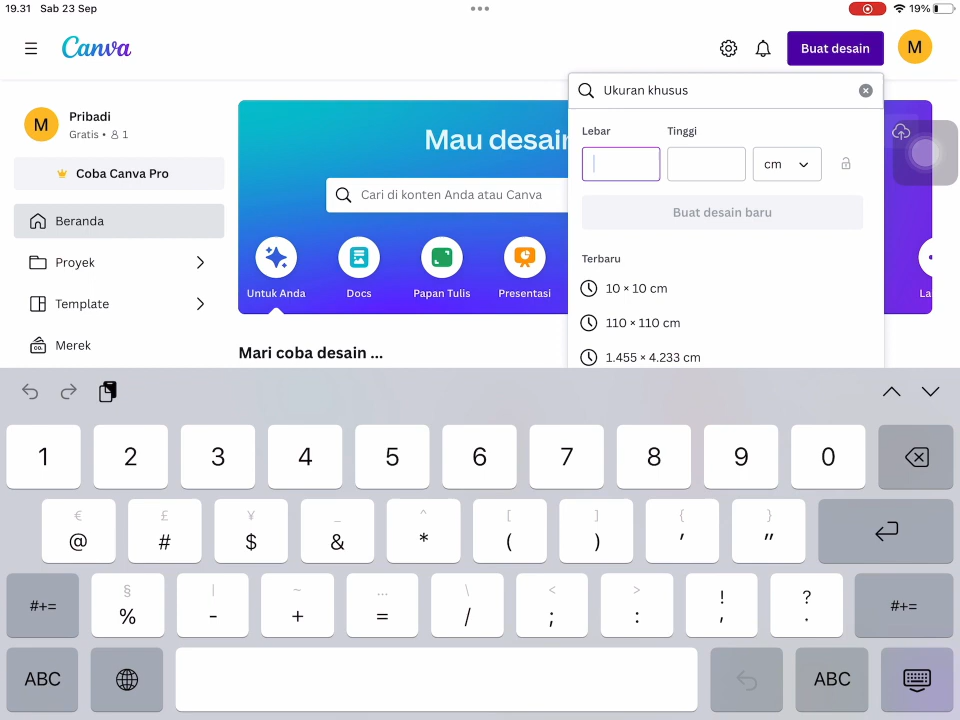 19.31 Sab 23 Sep
19%
Canva
Buat desain
M
M
Pribadi
Gratis • 1
Coba Canva Pro
Beranda
Proyek
Template
Merek
Mau desain
Cari di konten Anda atau Canva
Untuk Anda
Docs
Papan Tulis
Presentasi
Mari coba desain ...
Ukuran khusus
Lebar Tinggi
cm
Buat desain baru
Terbaru
10 × 10 cm
110 × 110 cm
1.455 × 4.233 cm
1 2 3 4 5 6 7 8 9 0
€ £ ¥ _ ^ [ ] { }
@ # $ & * ( ) ' "
§ | ~ … \ < > ! ?
#+= % - + = / ; : , . #+=
ABC ABC